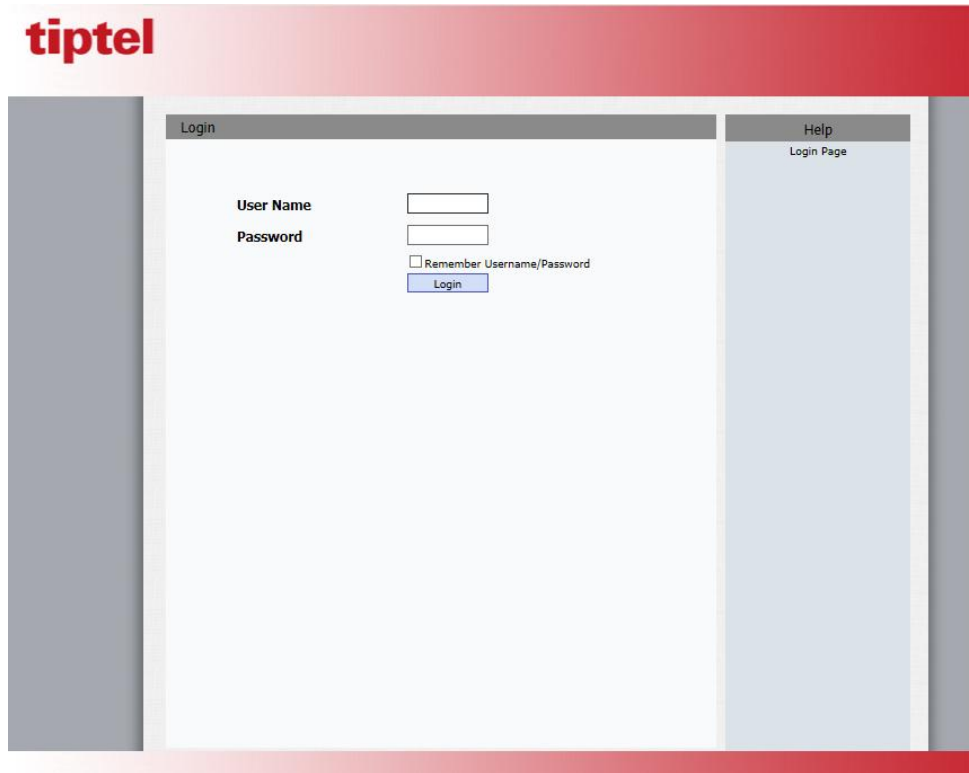 tiptel
Login
User Name
Password
Remember Username/Password
Login
Help
Login Page